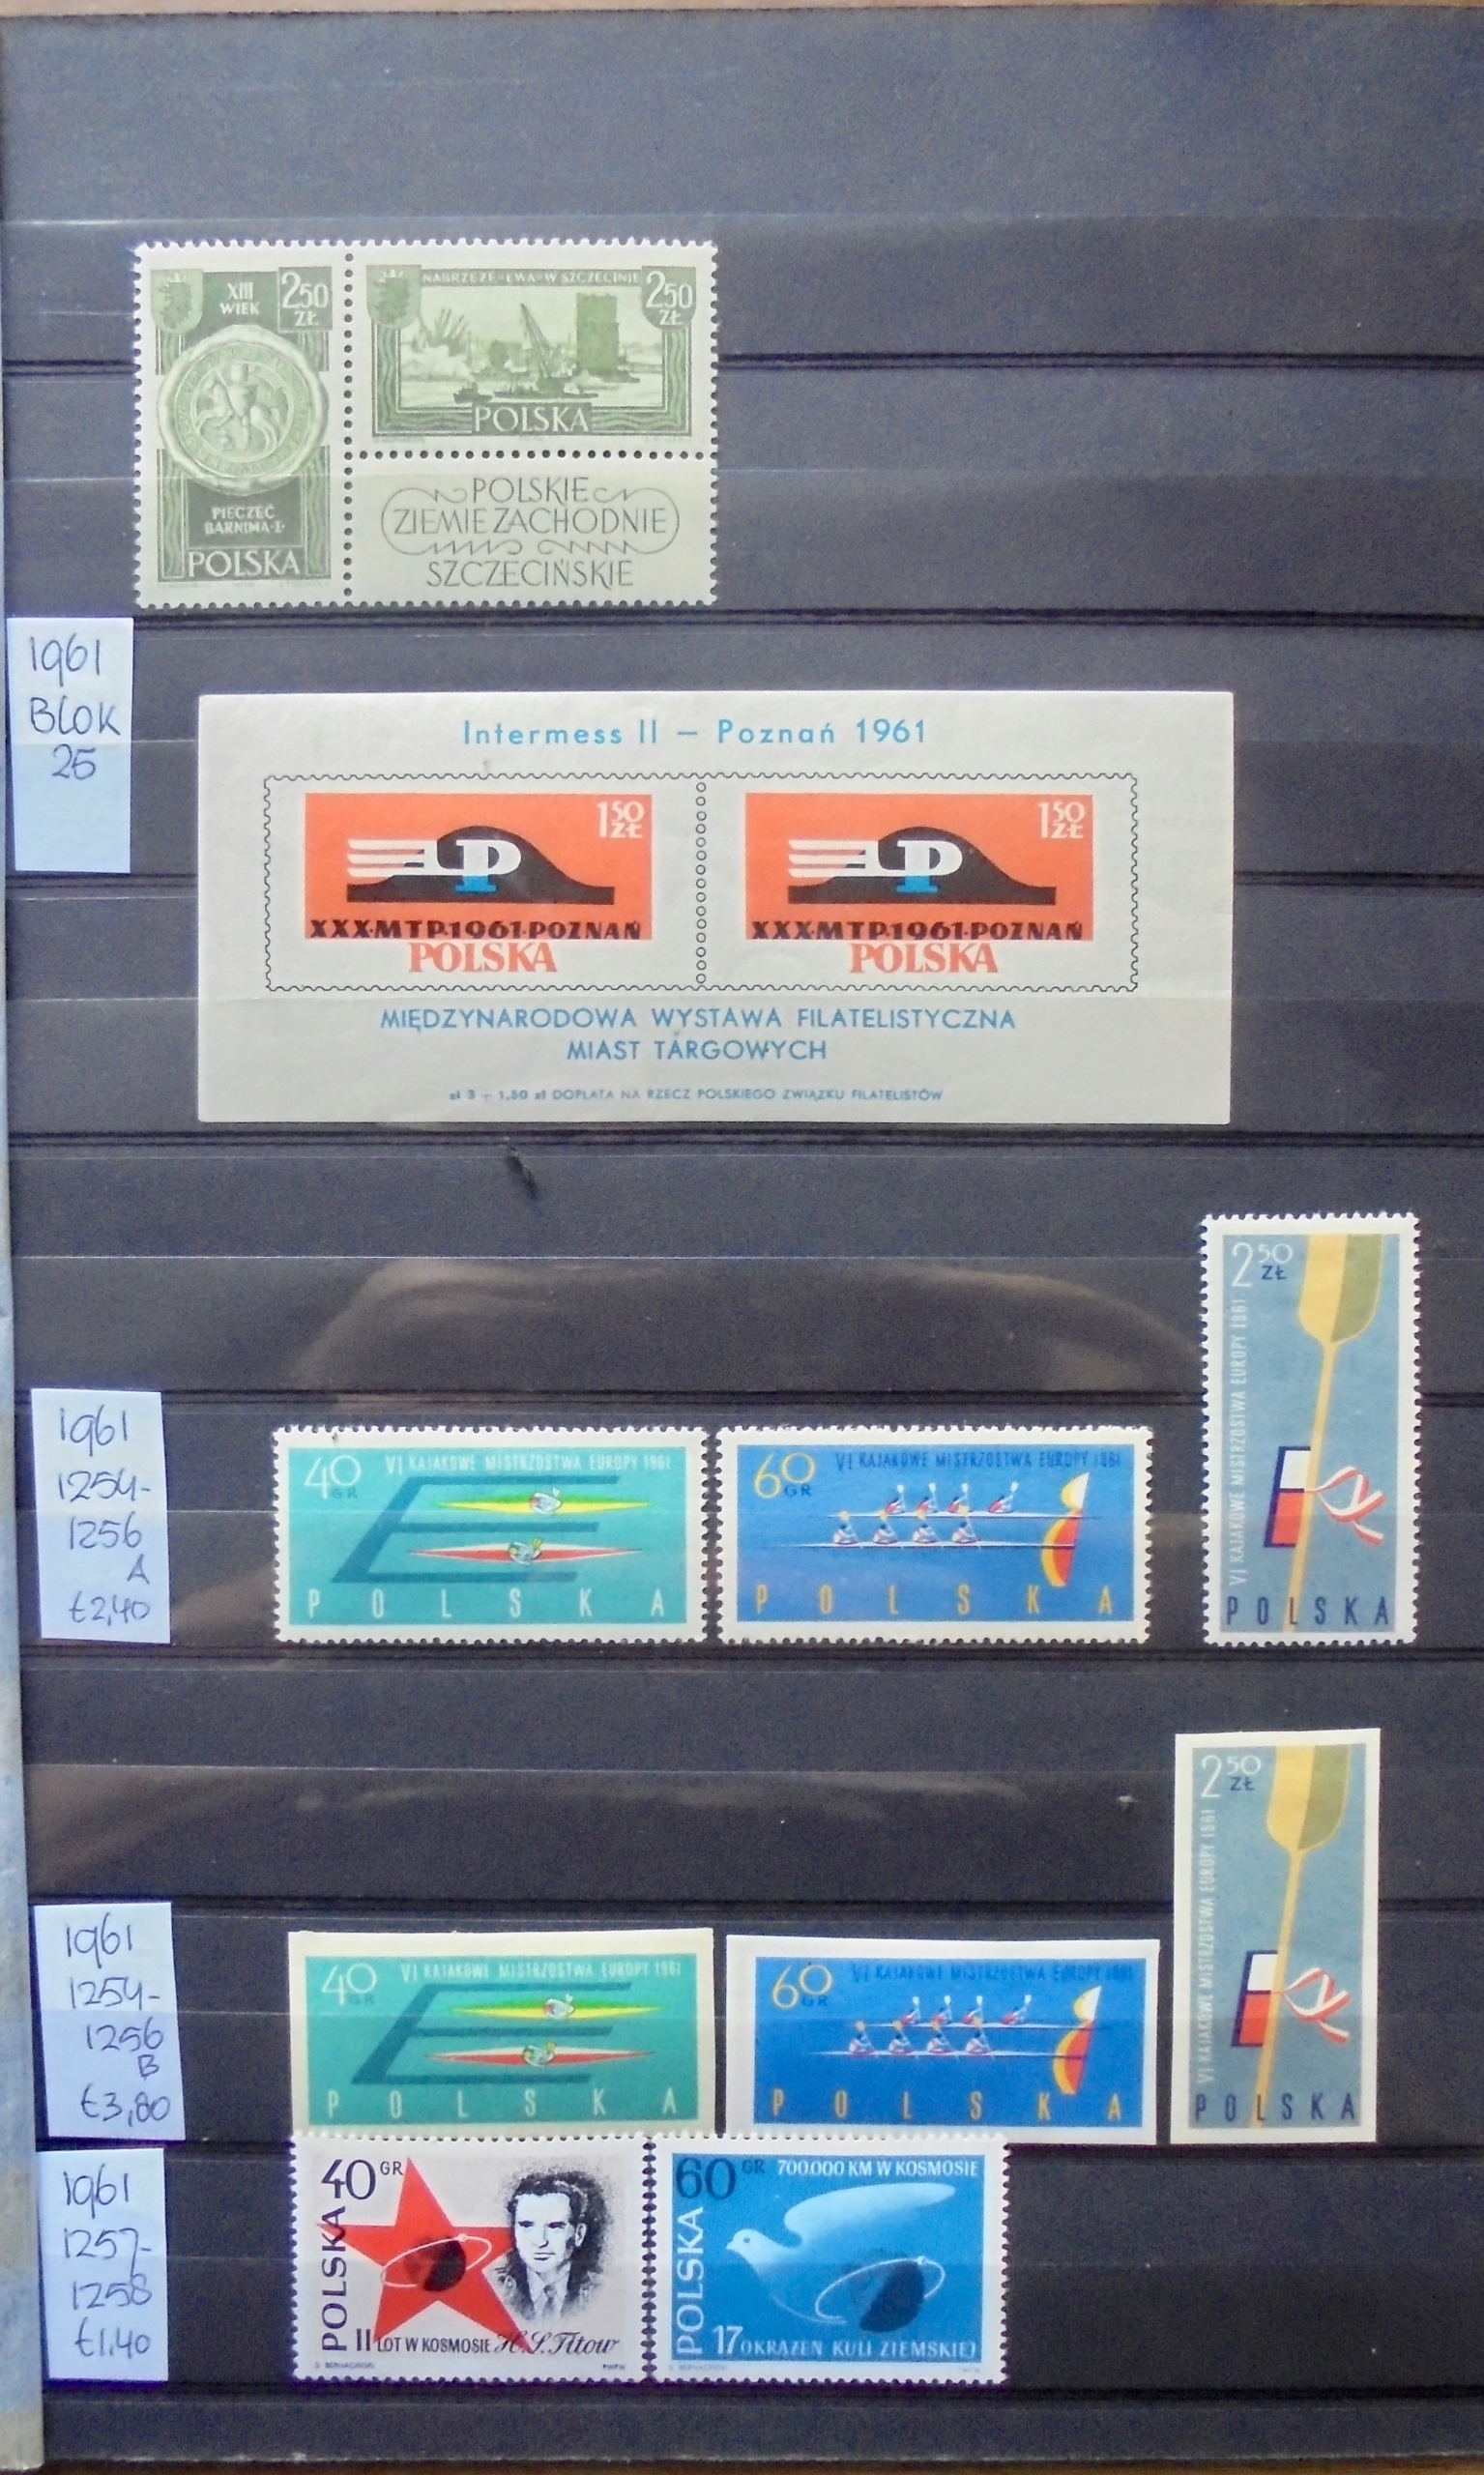 XIII
WIEK
2 50
ZŁ
PIECZĘĆ
BARNIMA·I·
POLSKA
NABRZEŻE «EWA» W SZCZECINIE
2 50
ZŁ
POLSKA
POLSKIE
ZIEMIE ZACHODNIE
SZCZECIŃSKIE
1961
BLOK
25
Intermess II – Poznań 1961
1 50
ZŁ
XXX·MTP·1961·POZNAŃ
POLSKA
1 50
ZŁ
XXX·MTP·1961·POZNAŃ
POLSKA
MIĘDZYNARODOWA WYSTAWA FILATELISTYCZNA
MIAST TARGOWYCH
zł 3 + 1,50 zł DOPŁATA NA RZECZ POLSKIEGO ZWIĄZKU FILATELISTÓW
1961
1254-
1256
A
€2,40
40
GR
VI KAJAKOWE MISTRZOSTWA EUROPY 1961
POLSKA
60
GR
VI KAJAKOWE MISTRZOSTWA EUROPY 1961
POLSKA
2 50
ZŁ
VI KAJAKOWE MISTRZOSTWA EUROPY 1961
POLSKA
1961
1254-
1256
B
€3,80
40
GR
VI KAJAKOWE MISTRZOSTWA EUROPY 1961
POLSKA
60
GR
VI KAJAKOWE MISTRZOSTWA EUROPY 1961
POLSKA
2 50
ZŁ
VI KAJAKOWE MISTRZOSTWA EUROPY 1961
POLSKA
1961
1257-
1258
€1,40
40 GR
POLSKA
II LOT W KOSMOSIE H.S. Titow
60 GR 700.000 KM W KOSMOSIE
POLSKA
17 OKRĄŻEŃ KULI ZIEMSKIEJ